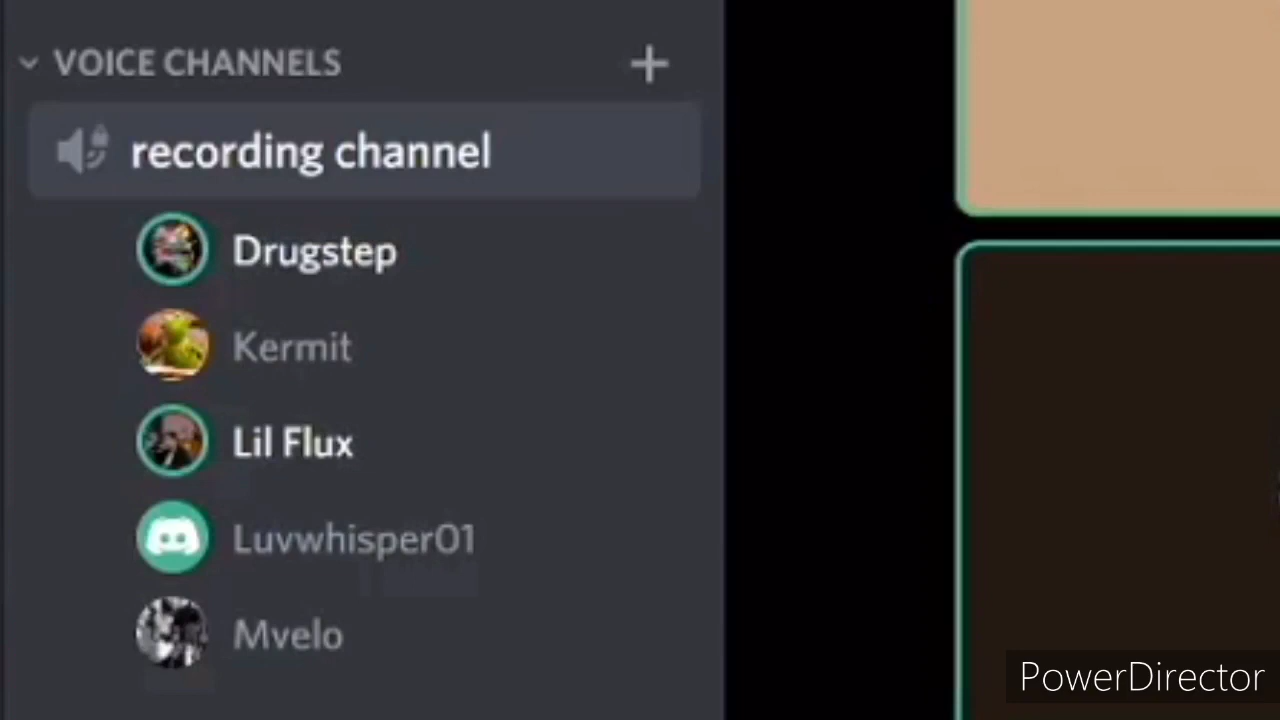 VOICE CHANNELS
recording channel
Drugstep
Kermit
Lil Flux
Luvwhisper01
Mvelo
PowerDirector